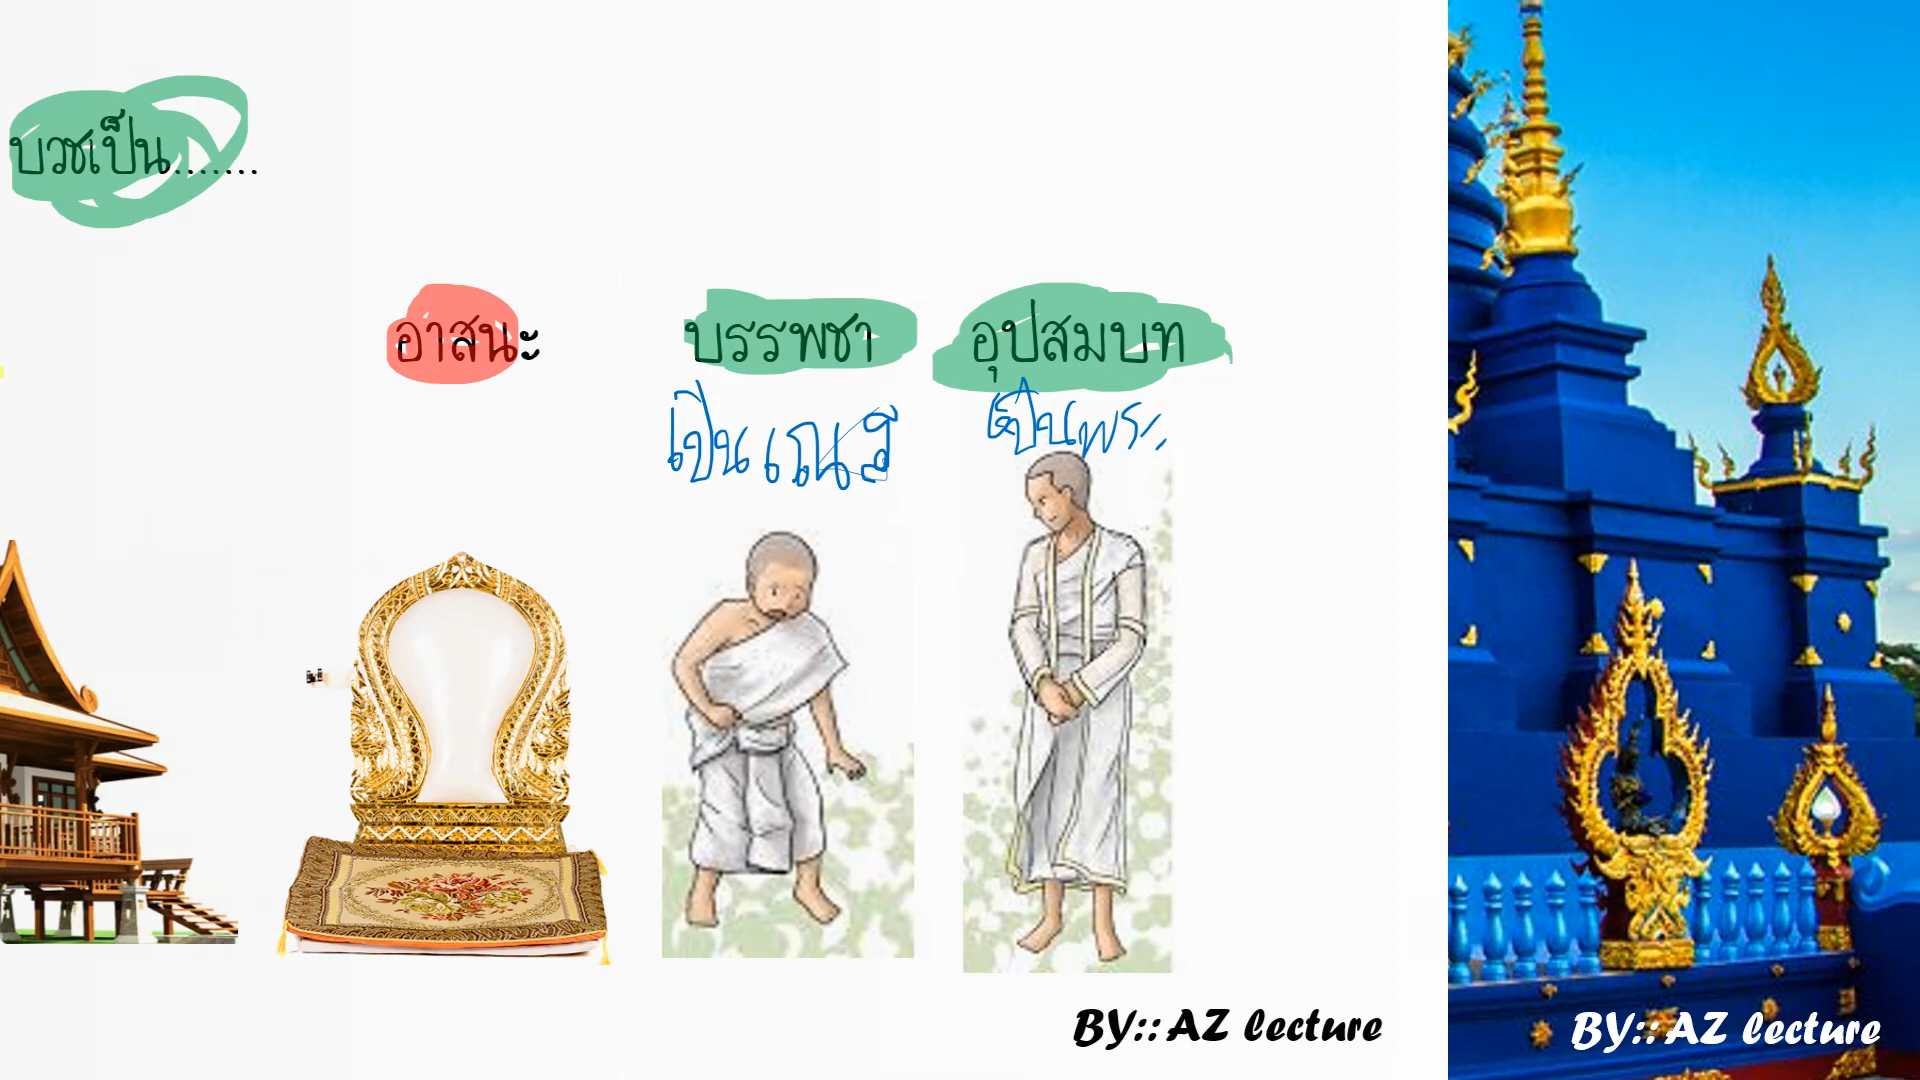 บวชเป็น.......
อาสนะ
บรรพชา
อุปสมบท
เป็นเณร
เป็นพระ
BY:: AZ lecture
BY:: AZ lecture